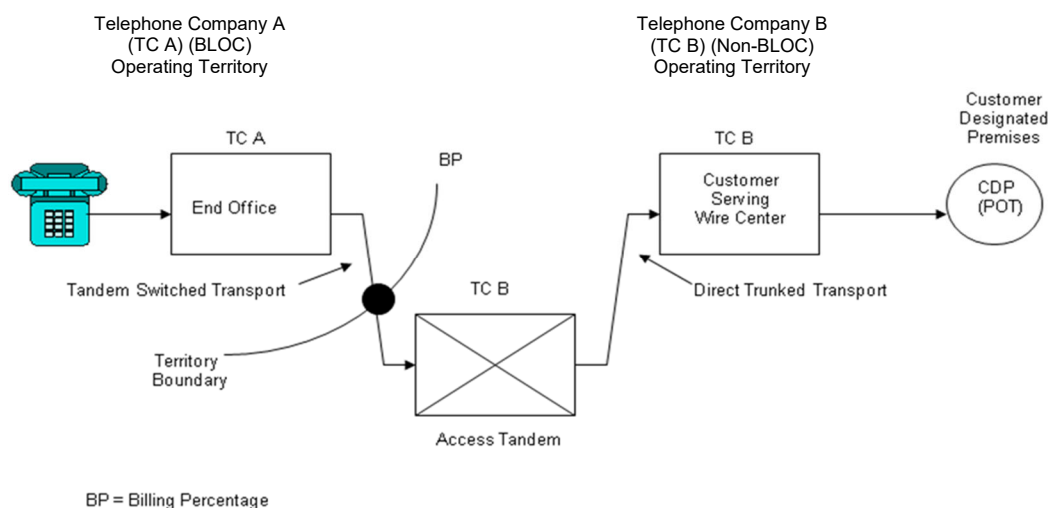 Telephone Company A
(TC A) (BLOC)
Operating Territory
Telephone Company B
(TC B) (Non-BLOC)
Operating Territory
Customer
Designated
Premises
TC A
BP
TC B
End Office
Customer
Serving
Wire Center
CDP
(POT)
Tandem Switched Transport
TC B
Direct Trunked Transport
Territory
Boundary
Access Tandem
BP = Billing Percentage